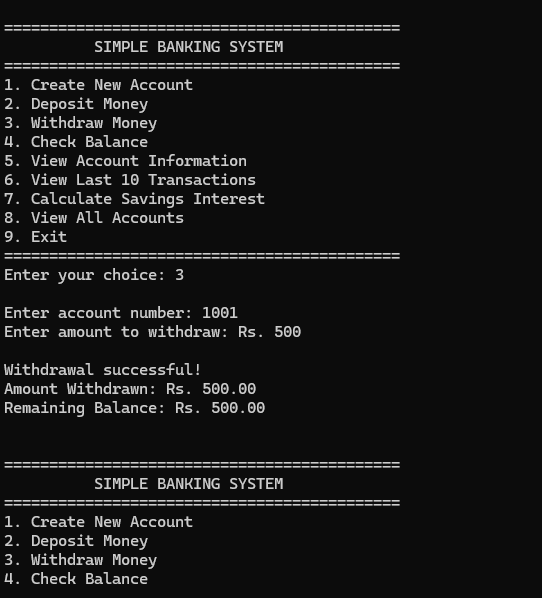 ============================================
SIMPLE BANKING SYSTEM
============================================
1. Create New Account
2. Deposit Money
3. Withdraw Money
4. Check Balance
5. View Account Information
6. View Last 10 Transactions
7. Calculate Savings Interest
8. View All Accounts
9. Exit
============================================
Enter your choice: 3
Enter account number: 1001
Enter amount to withdraw: Rs. 500
Withdrawal successful!
Amount Withdrawn: Rs. 500.00
Remaining Balance: Rs. 500.00
============================================
SIMPLE BANKING SYSTEM
============================================
1. Create New Account
2. Deposit Money
3. Withdraw Money
4. Check Balance